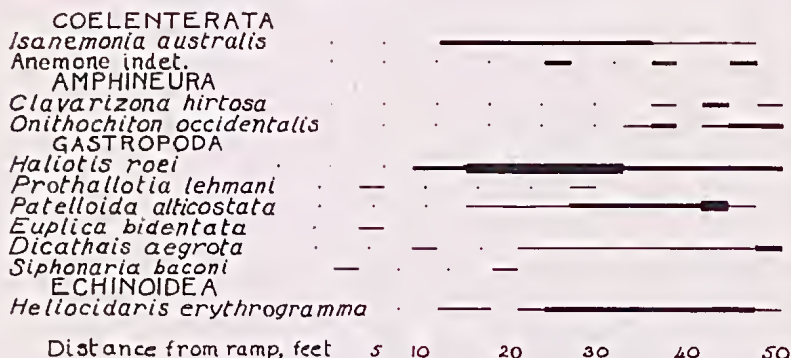 COELENTERATA
Isanemonia australis
Anemone indet.
AMPHINEURA
Clavarizona hirtosa
Onithochiton occidentalis
GASTROPODA
Haliotis roei
Prothallotia lehmani
Patelloida alticostata
Euplica bidentata
Dicathais aegrota
Siphonaria baconi
ECHINOIDEA
Heliocidaris erythrogramma
Distance from ramp, feet 5 10 20 30 40 50